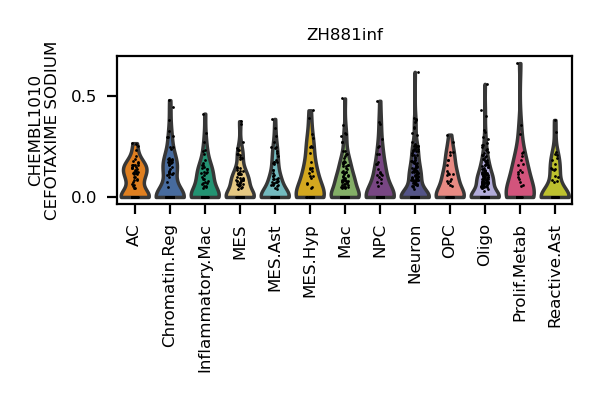 ZH881inf
CHEMBL1010
CEFOTAXIME SODIUM
0.5
0.0
AC
Chromatin.Reg
Inflammatory.Mac
MES
MES.Ast
MES.Hyp
Mac
NPC
Neuron
OPC
Oligo
Prolif.Metab
Reactive.Ast